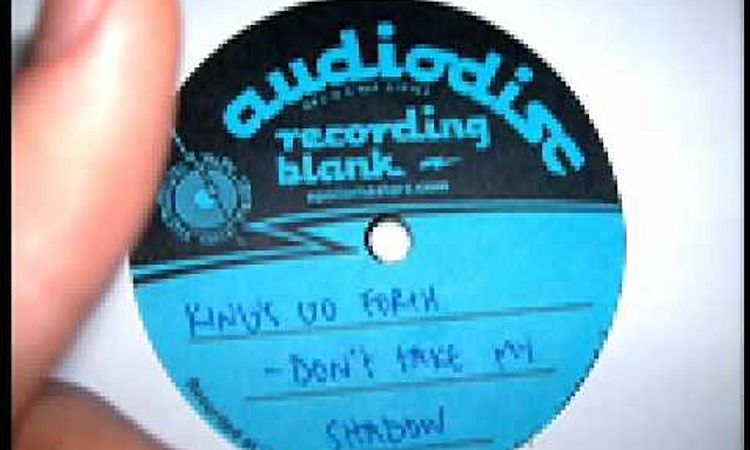 audiodisc
recording
blank
KINGS GO FORTH
- DON'T TAKE MY
SHADOW